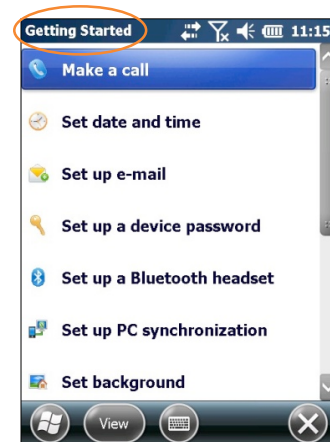 Getting Started 11:15
Make a call
Set date and time
Set up e-mail
Set up a device password
Set up a Bluetooth headset
Set up PC synchronization
Set background
View